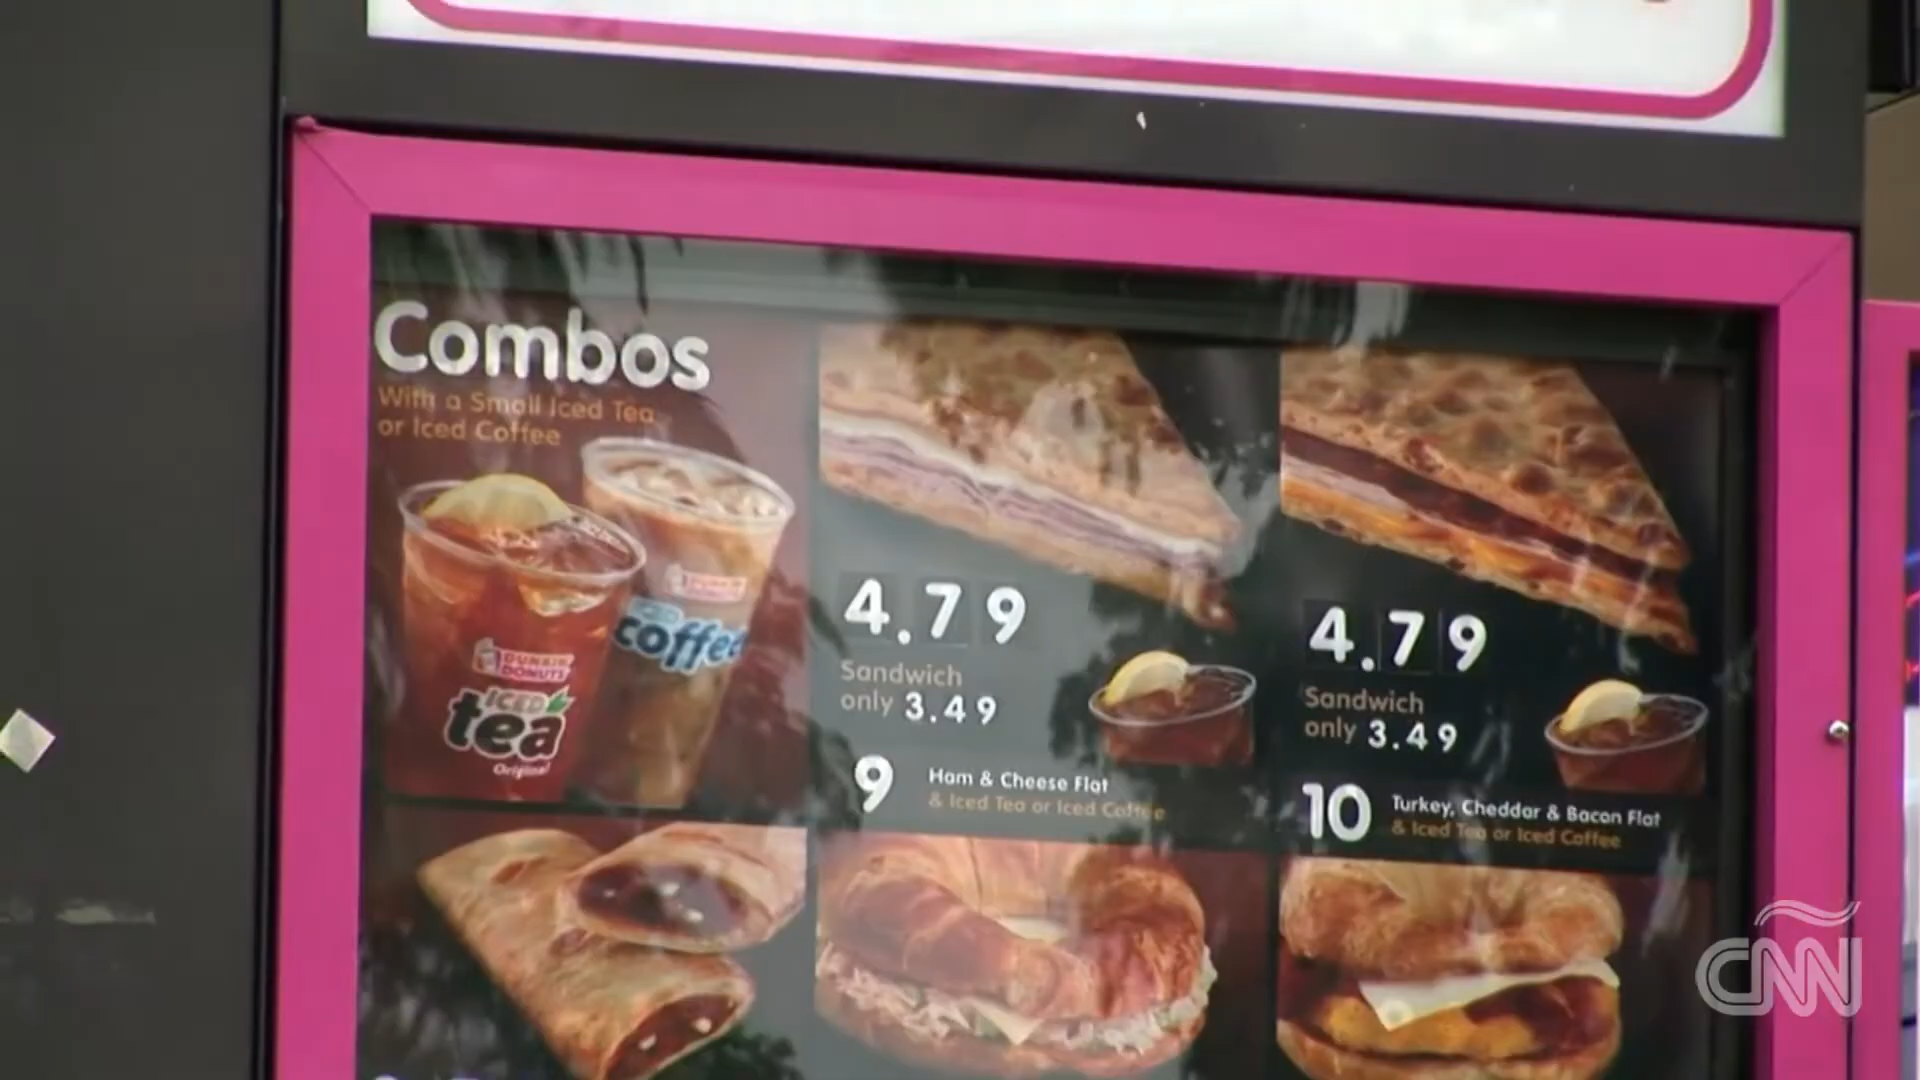 Combos
With a Small Iced Tea
or Iced Coffee
DUNKIN'
DONUTS
ICED
coffee
DUNKIN'
DONUTS
ICED
tea
Original
4.79
Sandwich
only 3.49
9 Ham & Cheese Flat
& Iced Tea or Iced Coffee
4.79
Sandwich
only 3.49
10 Turkey, Cheddar & Bacon Flat
& Iced Tea or Iced Coffee
CNN